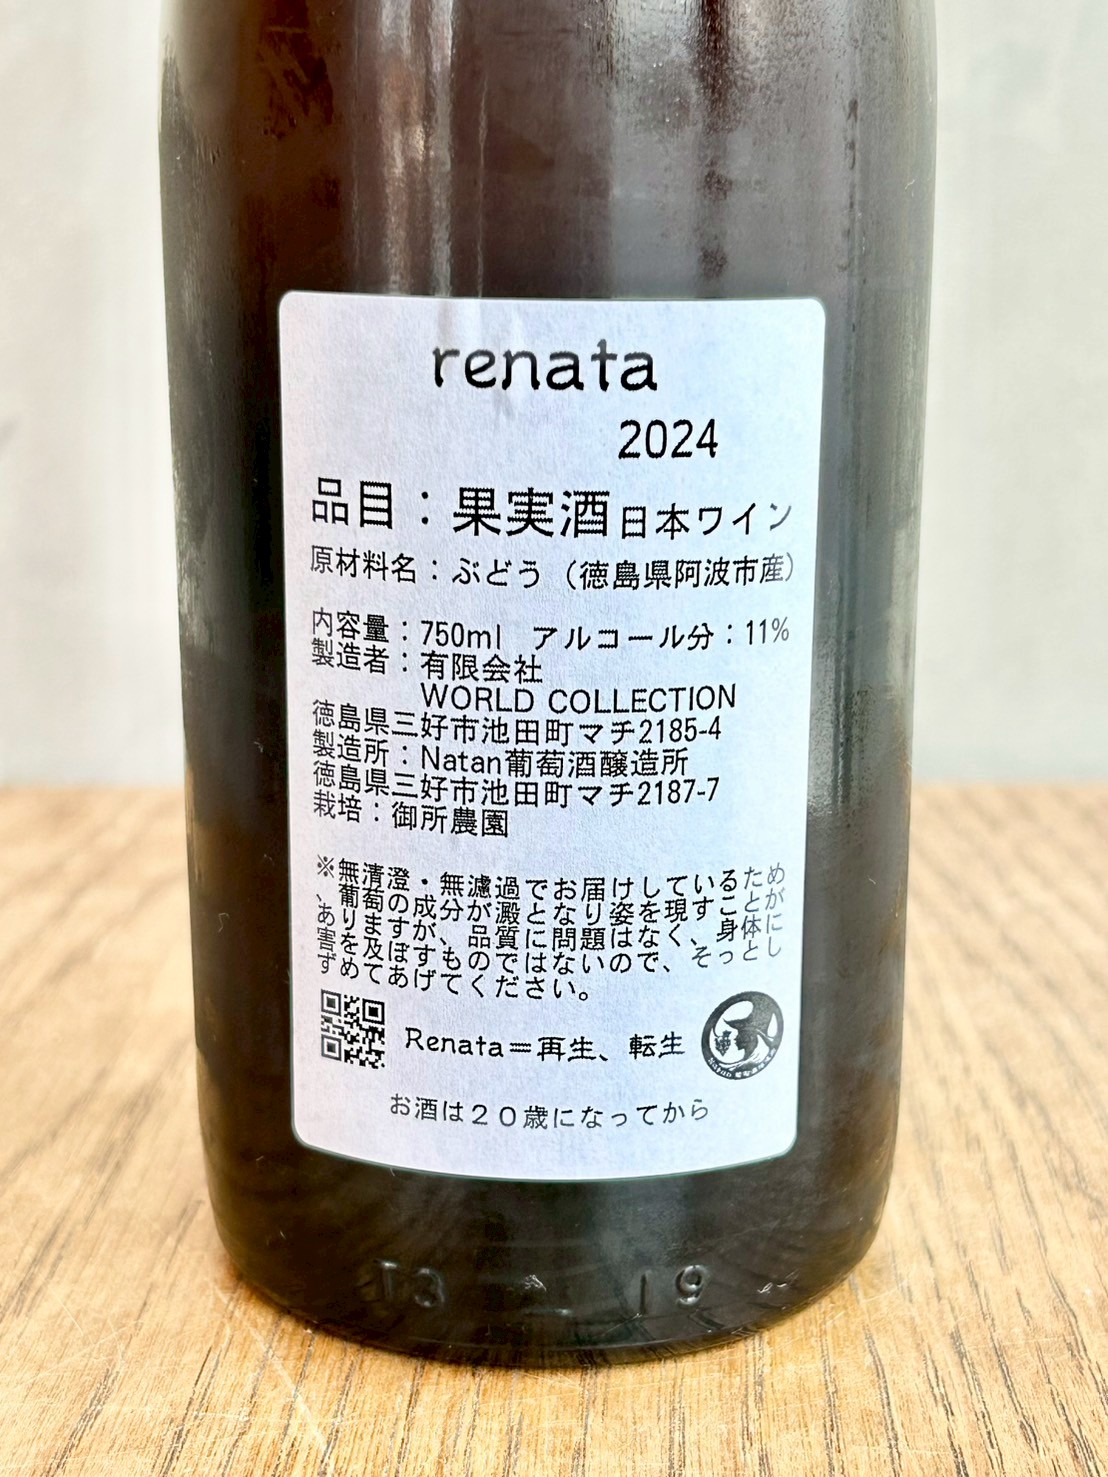 renata
2024
品目：果実酒 日本ワイン
原材料名：ぶどう（徳島県阿波市産）
内容量：750ml アルコール分：11%
製造者：有限会社
WORLD COLLECTION
徳島県三好市池田町マチ2185-4
製造所：Natan葡萄酒醸造所
徳島県三好市池田町マチ2187-7
栽培：御所農園
※無清澄・無濾過でお届けしているため
、葡萄の成分が澱となり姿を現すことが
ありますが、品質に問題はなく、身体に
害を及ぼすものではないので、そっとし
ずめてあげてください。
Renata＝再生、転生
Natan 葡萄酒醸造所
お酒は２０歳になってから
13 19